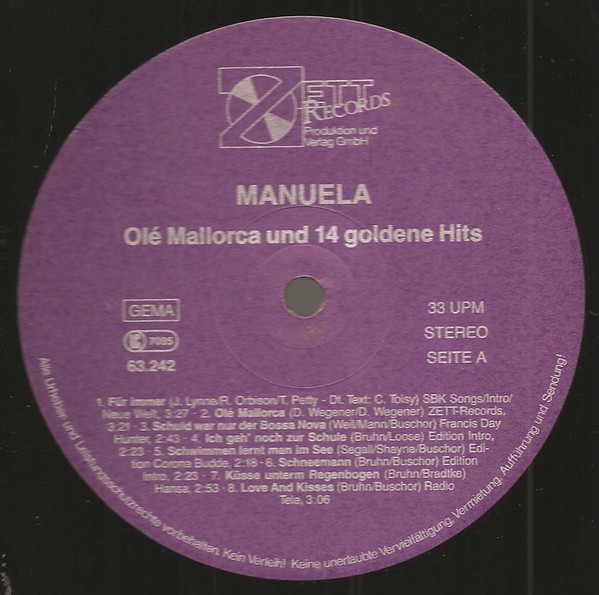 ZETT
RECORDS
Produktion und
Verlag GmbH
MANUELA
Olé Mallorca und 14 goldene Hits
GEMA
33 UPM
LC 7095
STEREO
63.242
SEITE A
1. Für Immer (J. Lynne/R. Orbison/T. Petty - Dt. Text: C. Toisy) SBK Songs/Intro/
Neue Welt, 3:27 · 2. Olé Mallorca (D. Wegener/D. Wegener) ZETT-Records.
3:21 · 3. Schuld war nur der Bossa Nova (Weil/Mann/Buschor) Francis Day
Hunter, 2:43 · 4. Ich geh' noch zur Schule (Bruhn/Loose) Edition Intro,
2:23 · 5. Schwimmen lernt man im See (Segall/Shayne/Buschor) Edi-
tion Corona Budde, 2:18 · 6. Schneemann (Bruhn/Buschor) Edition
Intro, 2:23 · 7. Küsse unterm Regenbogen (Bruhn/Bradtke)
Hansa, 2:53 · 8. Love And Kisses (Bruhn/Buschor) Radio
Tele, 3:06
Alle Urheber und Leistungsschutzrechte vorbehalten. Kein Verleih! Keine unerlaubte Vervielfältigung, Vermietung, Aufführung und Sendung!